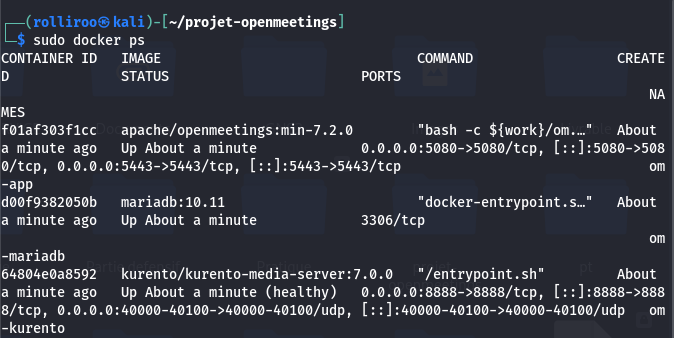 ┌──(rolliroo㉿kali)-[~/projet-openmeetings]
└─$ sudo docker ps
CONTAINER ID   IMAGE                               COMMAND                  CREATE
D              STATUS                       PORTS
                                                                                NA
MES
f01af303f1cc   apache/openmeetings:min-7.2.0       "bash -c ${work}/om.…"   About
a minute ago   Up About a minute             0.0.0.0:5080->5080/tcp, [::]:5080->508
0/tcp, 0.0.0.0:5443->5443/tcp, [::]:5443->5443/tcp                              om
-app
d00f9382050b   mariadb:10.11                       "docker-entrypoint.s…"   About
a minute ago   Up About a minute             3306/tcp
                                                                                om
-mariadb
64804e0a8592   kurento/kurento-media-server:7.0.0   "/entrypoint.sh"         About
a minute ago   Up About a minute (healthy)   0.0.0.0:8888->8888/tcp, [::]:8888->888
8/tcp, 0.0.0.0:40000-40100->40000-40100/udp, [::]:40000-40100->40000-40100/udp   om
-kurento